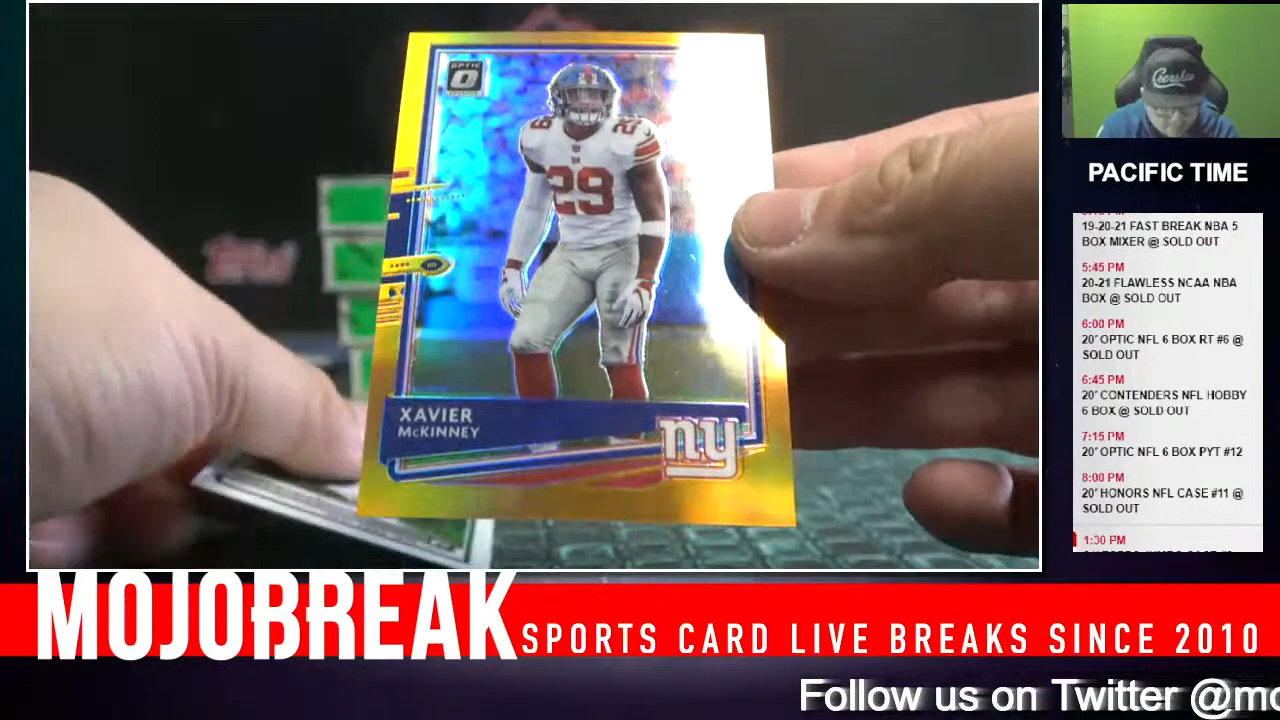 OPTIC
29
29
29
XAVIER
McKINNEY
ny
PACIFIC TIME
19-20-21 FAST BREAK NBA 5
BOX MIXER @ SOLD OUT
5:45 PM
20-21 FLAWLESS NCAA NBA
BOX @ SOLD OUT
6:00 PM
20' OPTIC NFL 6 BOX RT #6 @
SOLD OUT
6:45 PM
20' CONTENDERS NFL HOBBY
6 BOX @ SOLD OUT
7:15 PM
20' OPTIC NFL 6 BOX PYT #12
8:00 PM
20' HONORS NFL CASE #11 @
SOLD OUT
1:30 PM
MOJOBREAK
SPORTS CARD LIVE BREAKS SINCE 2010
Follow us on Twitter @mo